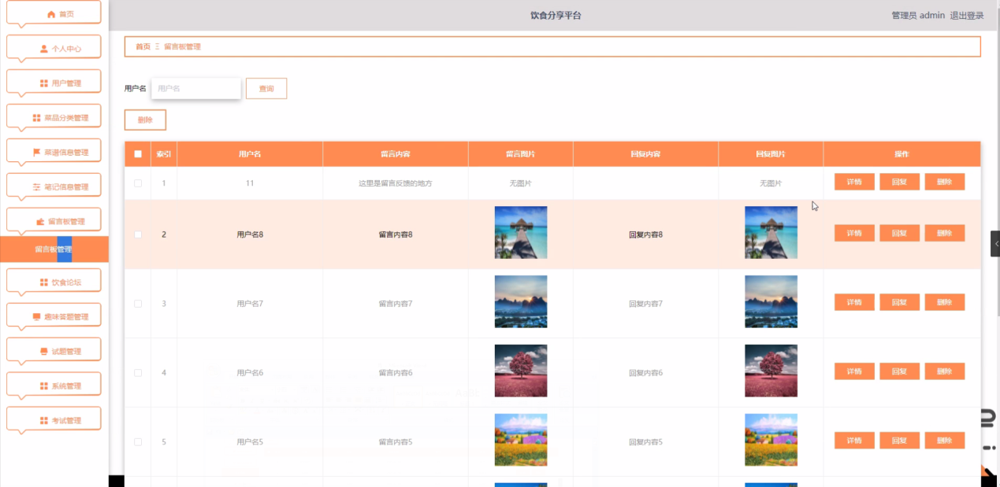 饮食分享平台
管理员 admin 退出登录
首页
个人中心
用户管理
菜品分类管理
菜谱信息管理
笔记信息管理
留言板管理
留言板管理
饮食论坛
趣味答题管理
试题管理
系统管理
考试管理
首页 Ξ 留言板管理
用户名 用户名 查询
删除
索引 用户名 留言内容 留言图片 回复内容 回复图片 操作
1 11 这里是留言反馈的地方 无图片 无图片 详情 回复 删除
2 用户名8 留言内容8 回复内容8 详情 回复 删除
3 用户名7 留言内容7 回复内容7 详情 回复 删除
4 用户名6 留言内容6 回复内容6 详情 回复 删除
5 用户名5 留言内容5 回复内容5 详情 回复 删除